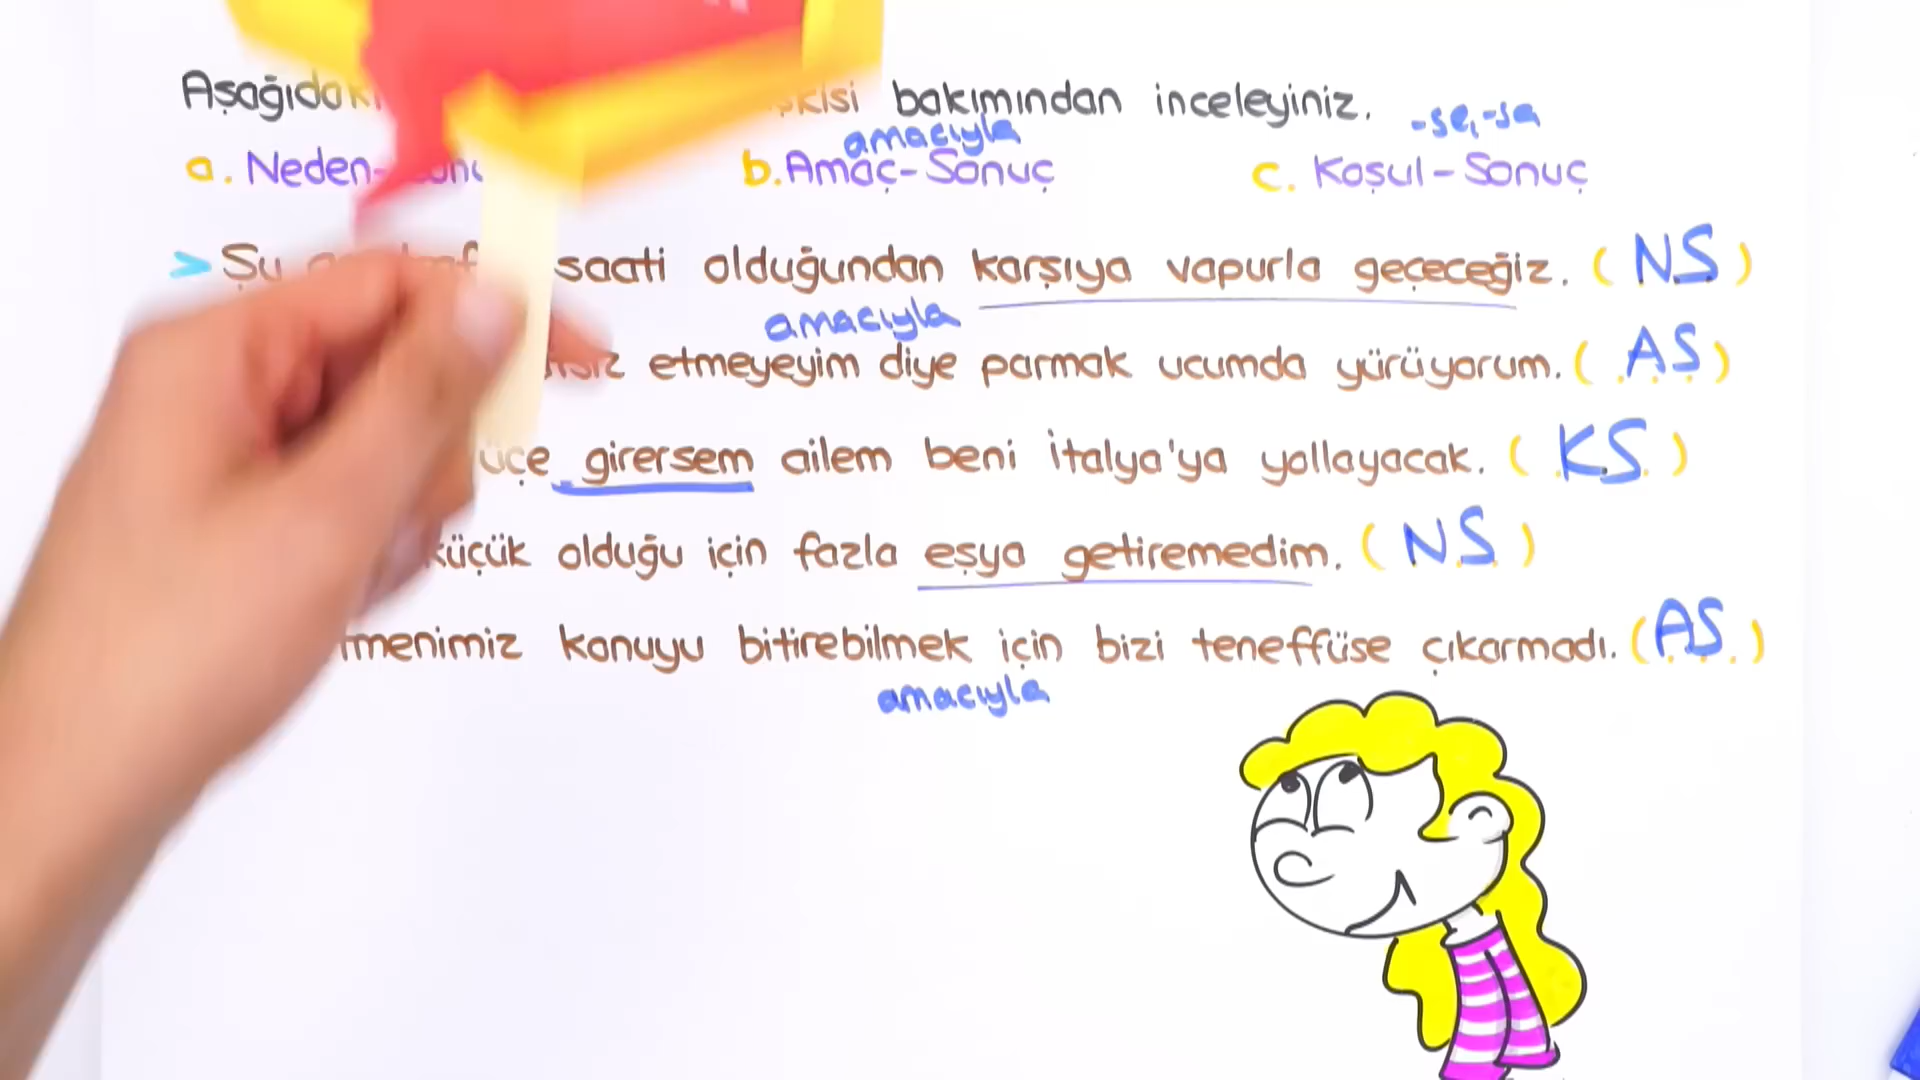 bakımından inceleyiniz. -se, -sa
amacıyla
a. Neden- b. Amaç-Sonuç c. Koşul-Sonuç
> Şu saati olduğundan karşıya vapurla geçeceğiz. (NS)
amacıyla
etmeyeyim diye parmak ucumda yürüyorum. (AS)
girersem ailem beni İtalya'ya yollayacak. (KS)
küçük olduğu için fazla eşya getiremedim. (NS)
konuyu bitirebilmek için bizi teneffüse çıkarmadı. (AS)
amacıyla